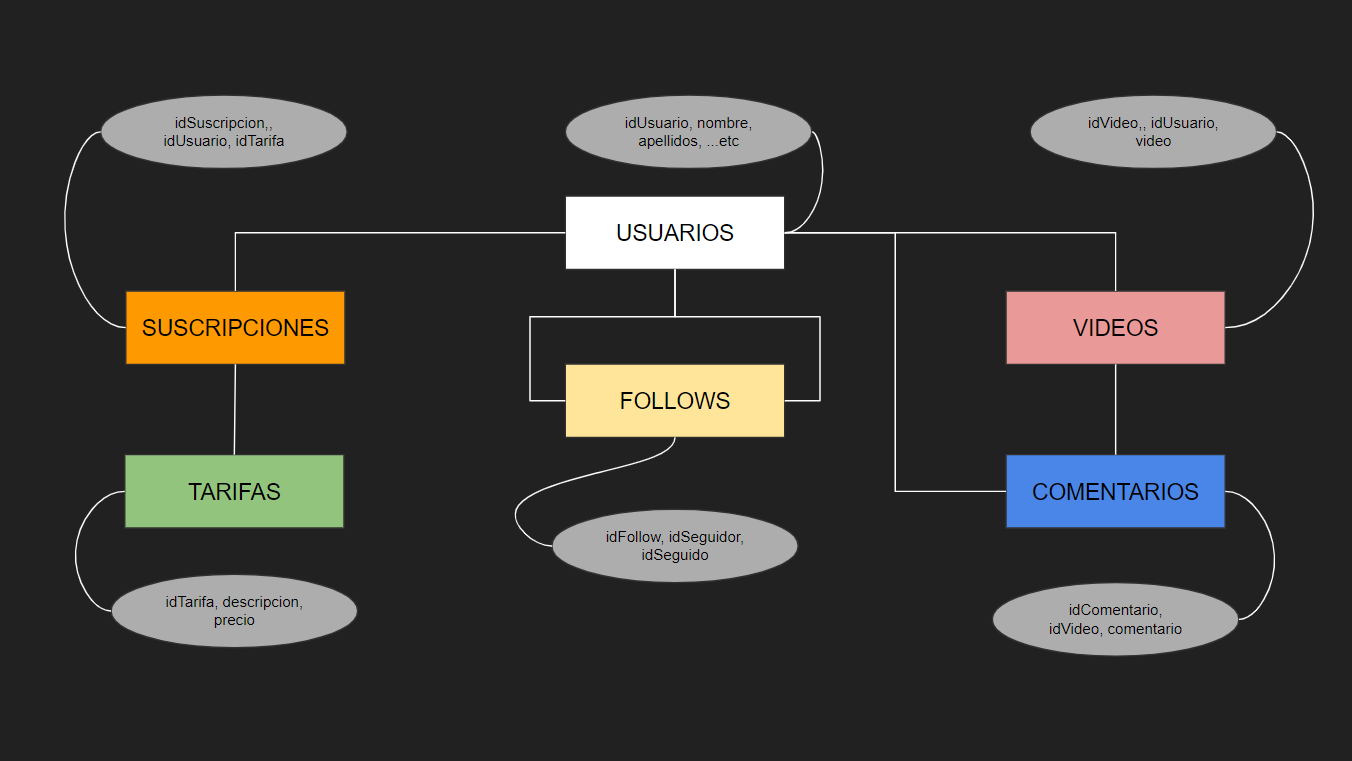 idSuscripcion,,
idUsuario, idTarifa
idUsuario, nombre,
apellidos, ...etc
idVideo,, idUsuario,
video
USUARIOS
SUSCRIPCIONES
VIDEOS
FOLLOWS
TARIFAS
COMENTARIOS
idFollow, idSeguidor,
idSeguido
idTarifa, descripcion,
precio
idComentario,
idVideo, comentario